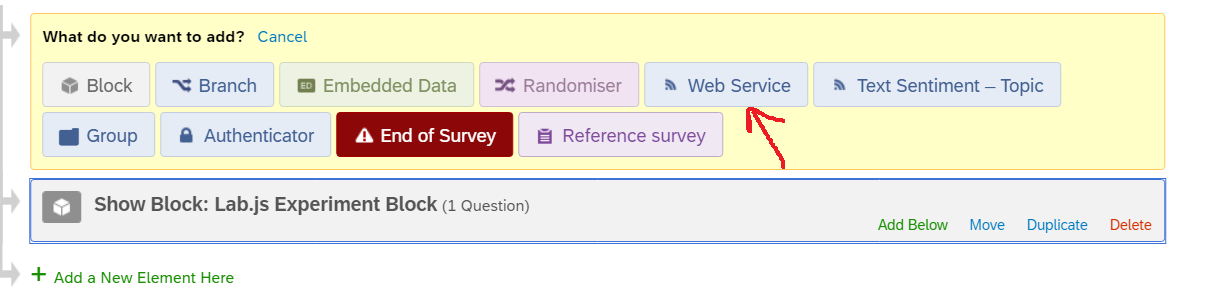 What do you want to add? Cancel
Block Branch ED Embedded Data Randomiser Web Service Text Sentiment – Topic
Group Authenticator End of Survey Reference survey
Show Block: Lab.js Experiment Block (1 Question)
Add Below Move Duplicate Delete
+ Add a New Element Here